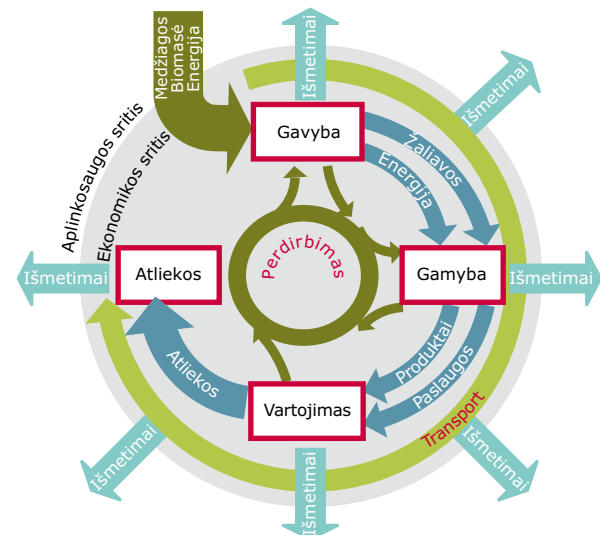 Medžiagos
Biomasė
Energija
Išmetimai
Išmetimai
Aplinkosaugos sritis
Ekonomikos sritis
Gavyba
Žaliavos
Energija
Perdirbimas
Išmetimai
Atliekos
Gamyba
Išmetimai
Atliekos
Produktai
Paslaugos
Vartojimas
Transport
Išmetimai
Išmetimai
Išmetimai